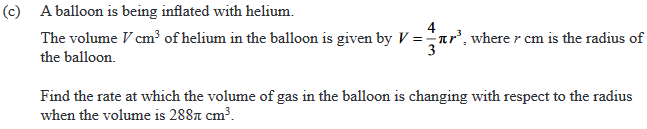 (c) A balloon is being inflated with helium.
The volume V cm³ of helium in the balloon is given by V = 4/3 πr³, where r cm is the radius of
the balloon.
Find the rate at which the volume of gas in the balloon is changing with respect to the radius
when the volume is 288π cm³.